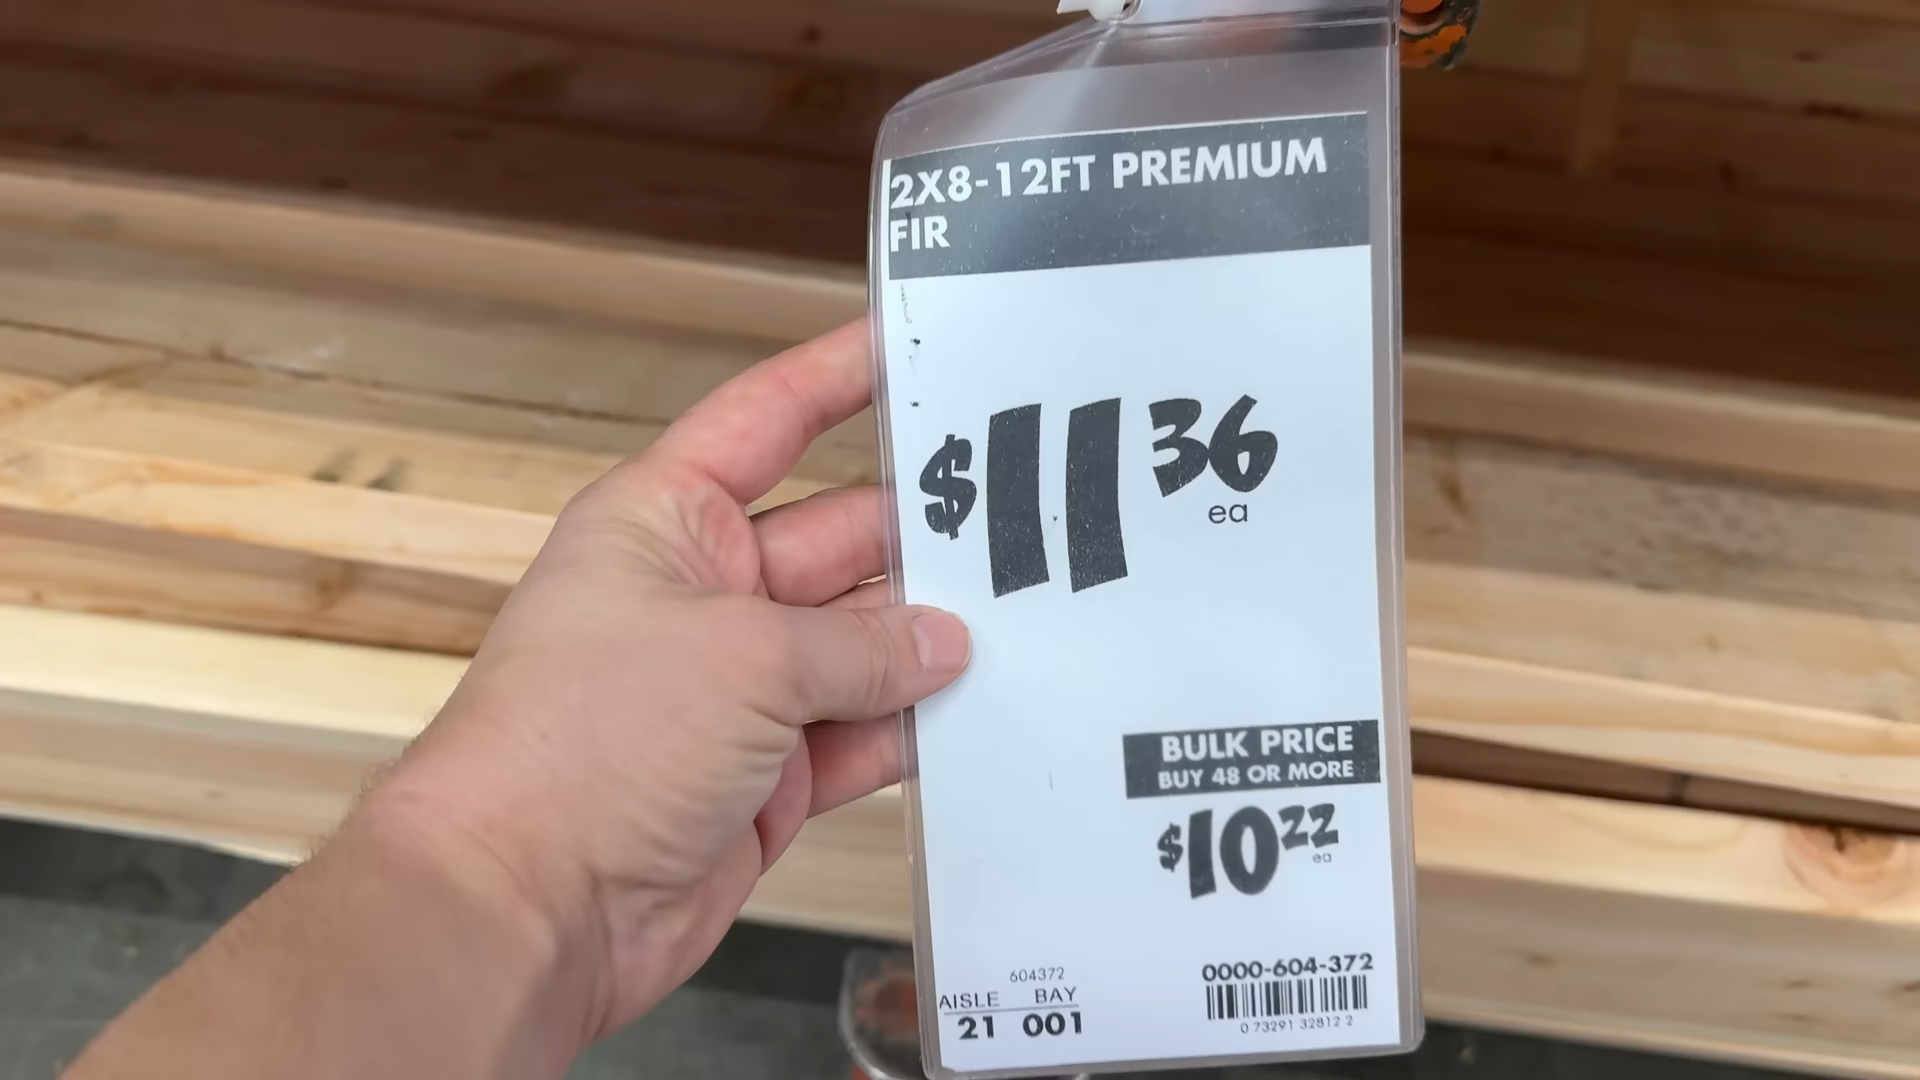 2X8-12FT PREMIUM
FIR
$11 36
ea
BULK PRICE
BUY 48 OR MORE
$10 22
ea
604372
AISLE BAY
21 001
0000-604-372
0 73291 32812 2